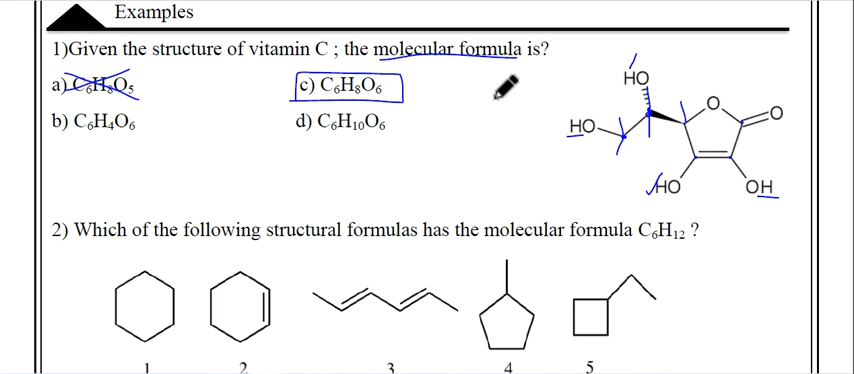 Examples
1)Given the structure of vitamin C ; the molecular formula is?
a) C₆H₈O₅
c) C₆H₈O₆
b) C₆H₄O₆
d) C₆H₁₀O₆
HO
O
O
HO
HO
OH
2) Which of the following structural formulas has the molecular formula C₆H₁₂ ?
1 2 3 4 5